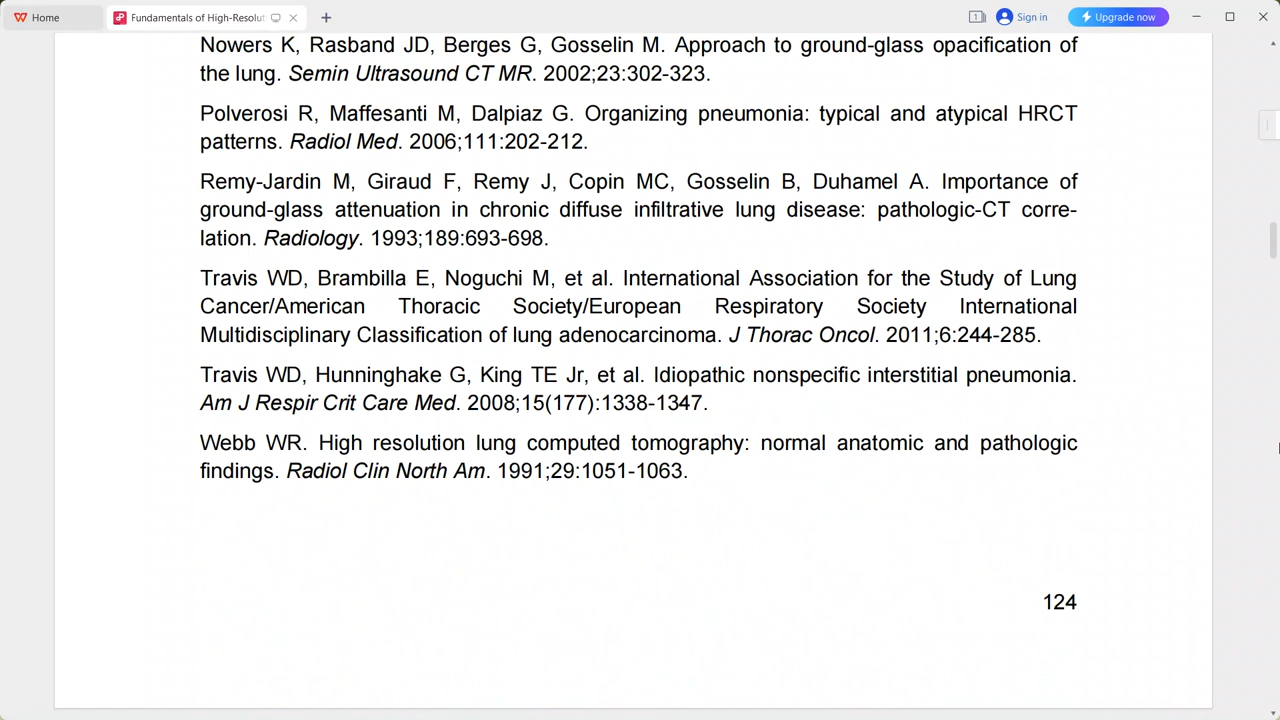 Home
Fundamentals of High-Resolut
Sign in
Upgrade now
Nowers K, Rasband JD, Berges G, Gosselin M. Approach to ground-glass opacification of
the lung. Semin Ultrasound CT MR. 2002;23:302-323.
Polverosi R, Maffesanti M, Dalpiaz G. Organizing pneumonia: typical and atypical HRCT
patterns. Radiol Med. 2006;111:202-212.
Remy-Jardin M, Giraud F, Remy J, Copin MC, Gosselin B, Duhamel A. Importance of
ground-glass attenuation in chronic diffuse infiltrative lung disease: pathologic-CT corre-
lation. Radiology. 1993;189:693-698.
Travis WD, Brambilla E, Noguchi M, et al. International Association for the Study of Lung
Cancer/American Thoracic Society/European Respiratory Society International
Multidisciplinary Classification of lung adenocarcinoma. J Thorac Oncol. 2011;6:244-285.
Travis WD, Hunninghake G, King TE Jr, et al. Idiopathic nonspecific interstitial pneumonia.
Am J Respir Crit Care Med. 2008;15(177):1338-1347.
Webb WR. High resolution lung computed tomography: normal anatomic and pathologic
findings. Radiol Clin North Am. 1991;29:1051-1063.
124